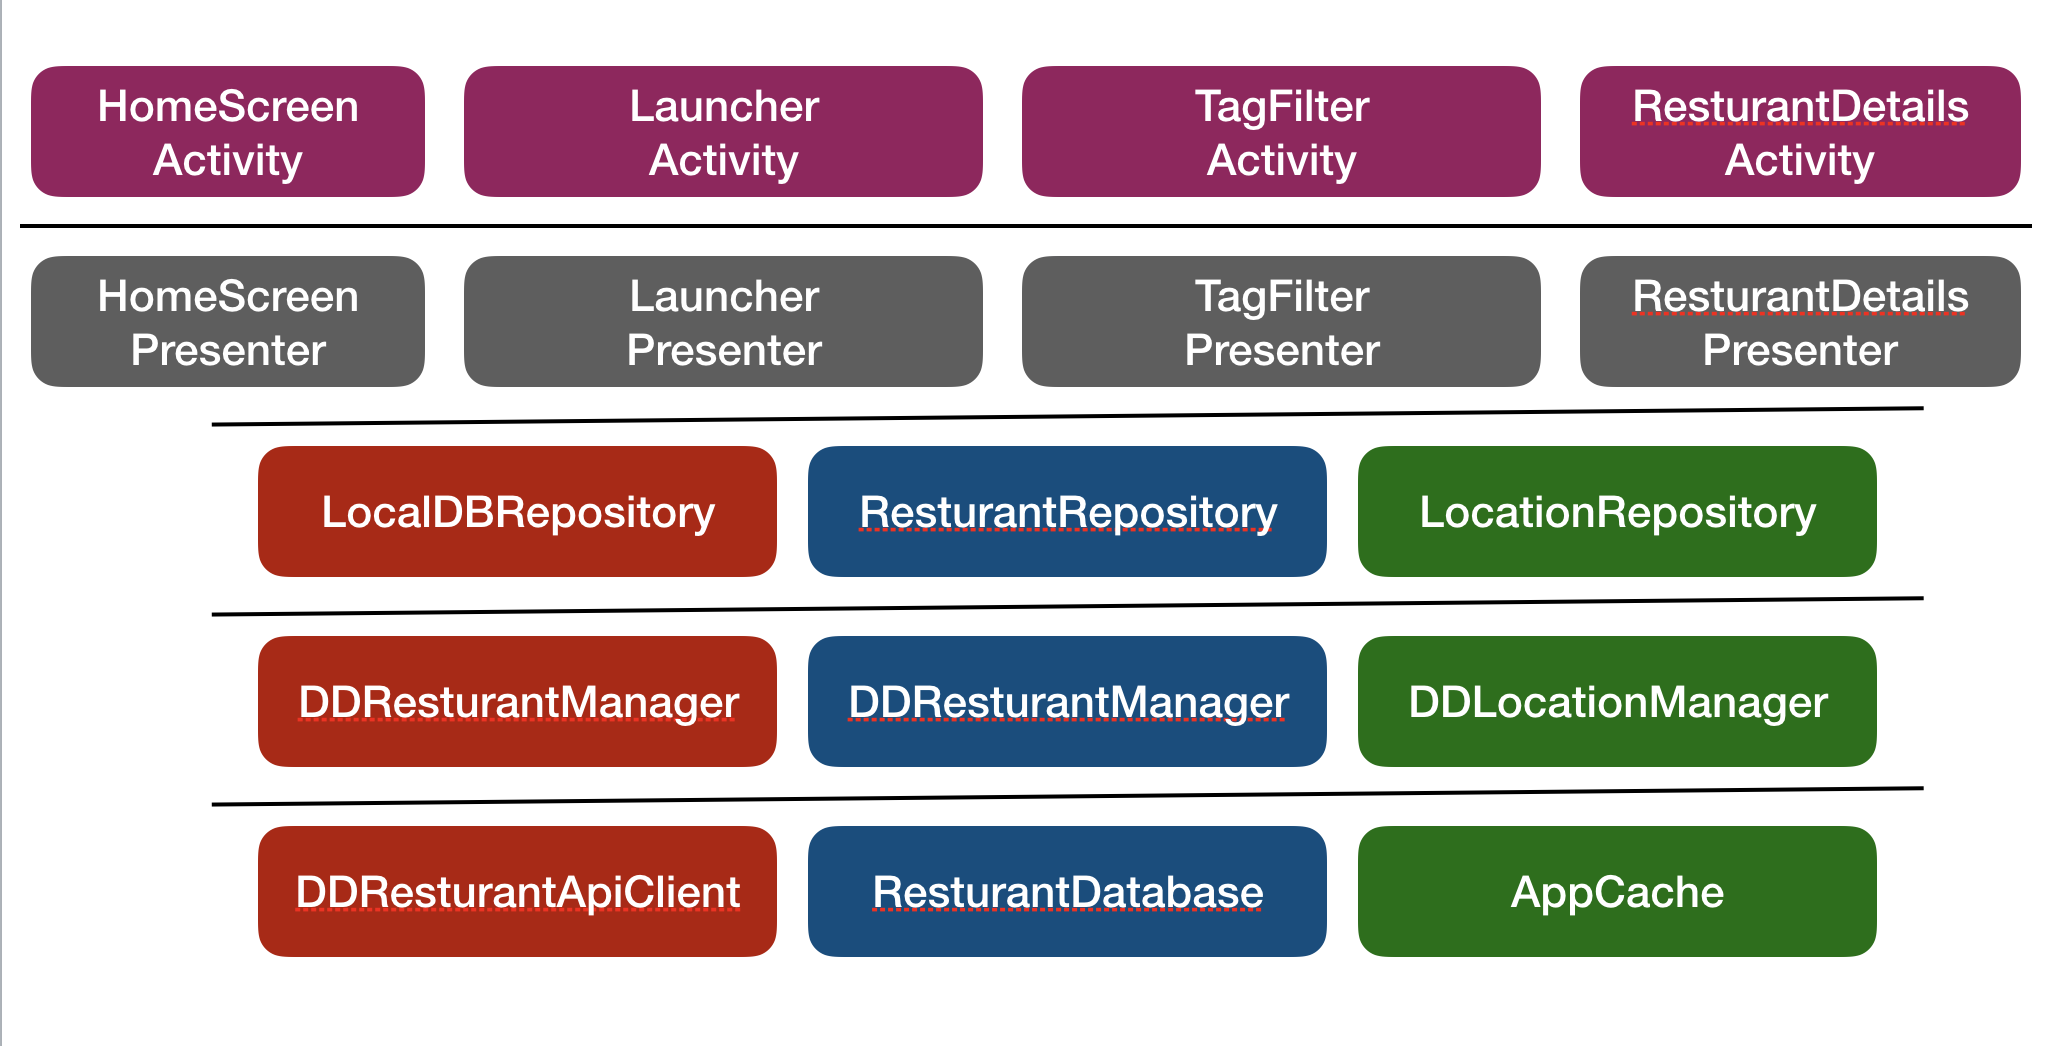 HomeScreen
Activity
Launcher
Activity
TagFilter
Activity
ResturantDetails
Activity
HomeScreen
Presenter
Launcher
Presenter
TagFilter
Presenter
ResturantDetails
Presenter
LocalDBRepository
ResturantRepository
LocationRepository
DDResturantManager
DDResturantManager
DDLocationManager
DDResturantApiClient
ResturantDatabase
AppCache